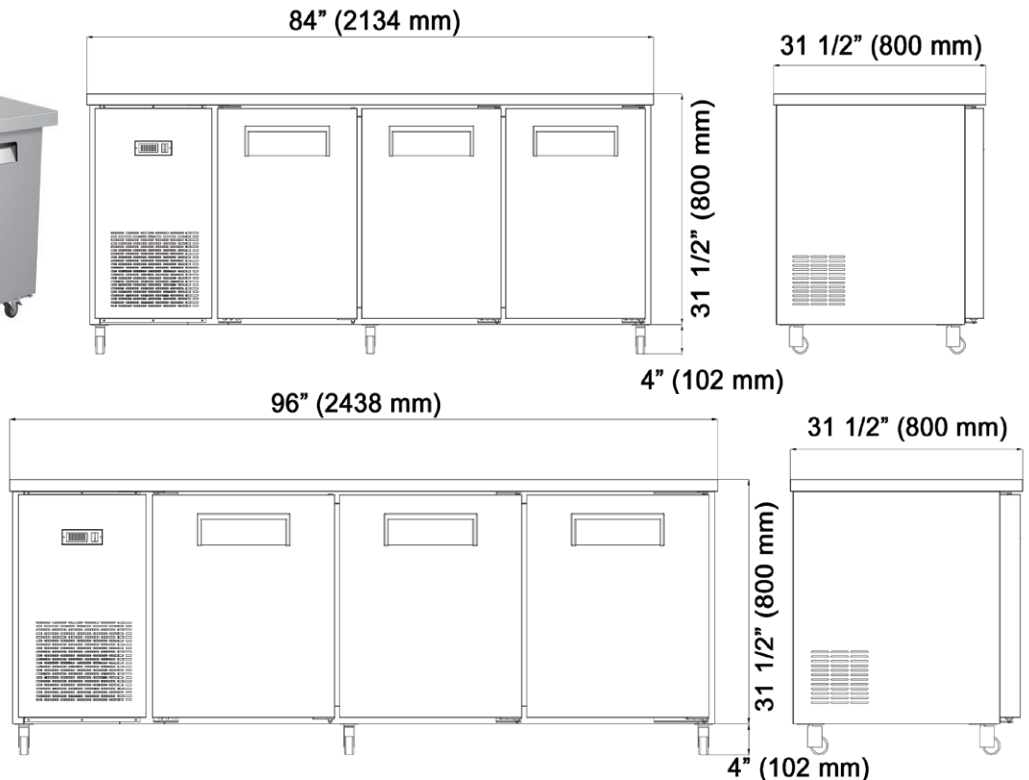 84” (2134 mm)
31 1/2” (800 mm)
31 1/2” (800 mm)
4” (102 mm)
96” (2438 mm)
31 1/2” (800 mm)
31 1/2” (800 mm)
4” (102 mm)